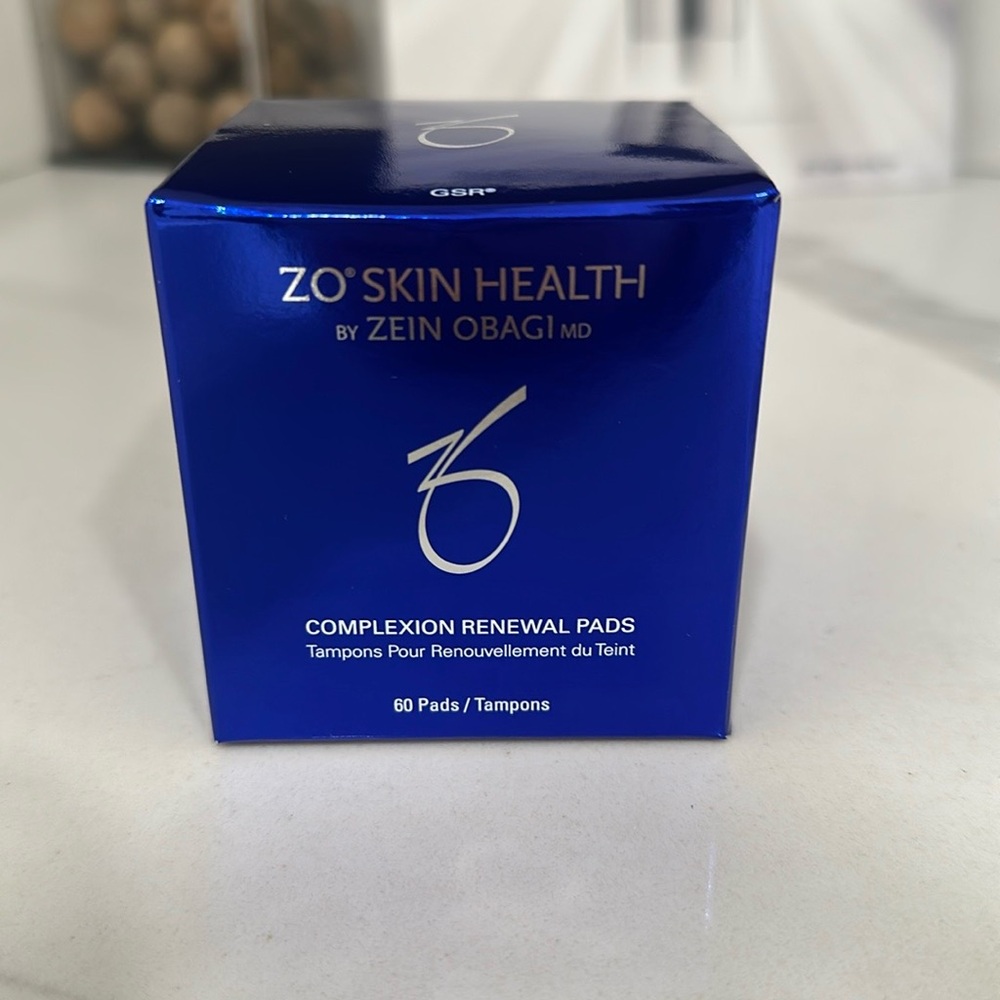 GSR®
ZO® SKIN HEALTH
BY ZEIN OBAGI MD
COMPLEXION RENEWAL PADS
Tampons Pour Renouvellement du Teint
60 Pads / Tampons